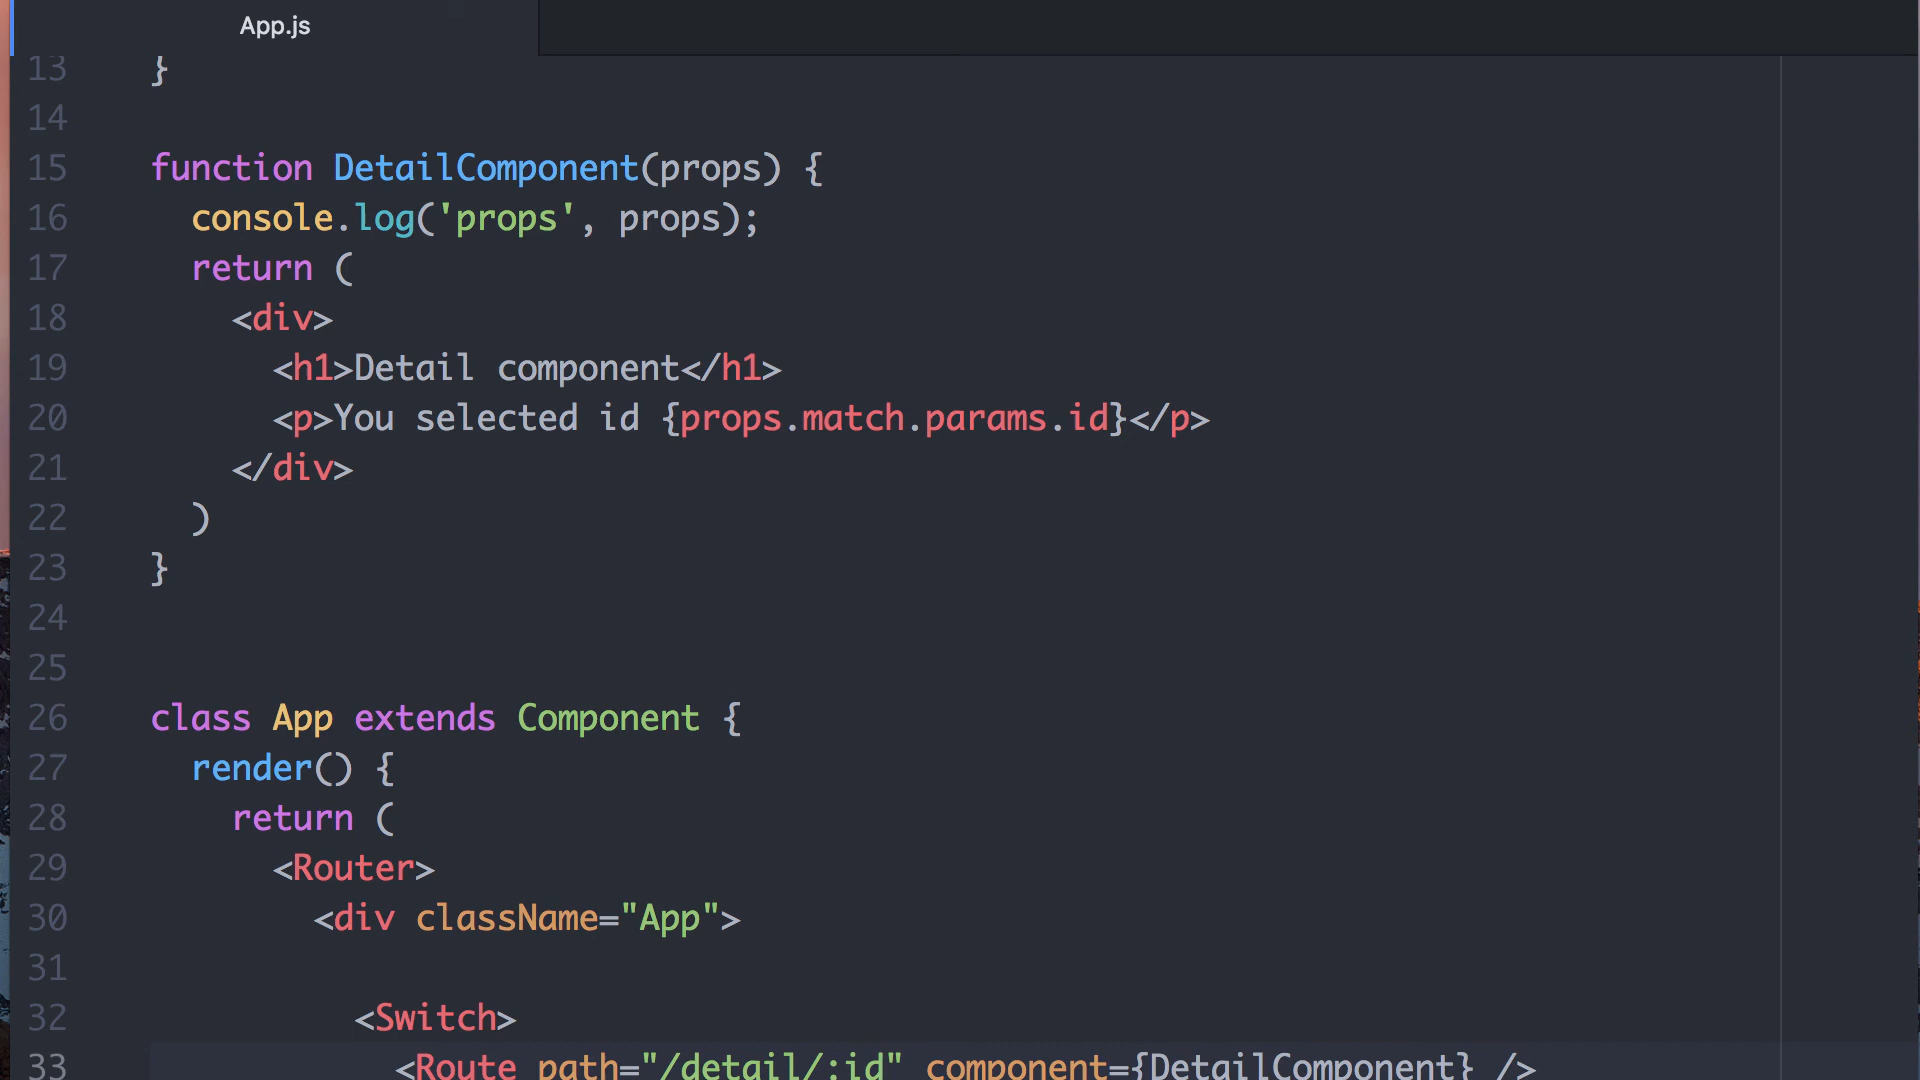 App.js
13 }
14
15 function DetailComponent(props) {
16 console.log('props', props);
17 return (
18 <div>
19 <h1>Detail component</h1>
20 <p>You selected id {props.match.params.id}</p>
21 </div>
22 )
23 }
24
25
26 class App extends Component {
27 render() {
28 return (
29 <Router>
30 <div className="App">
31
32 <Switch>
33 <Route path="/detail/:id" component={DetailComponent} />